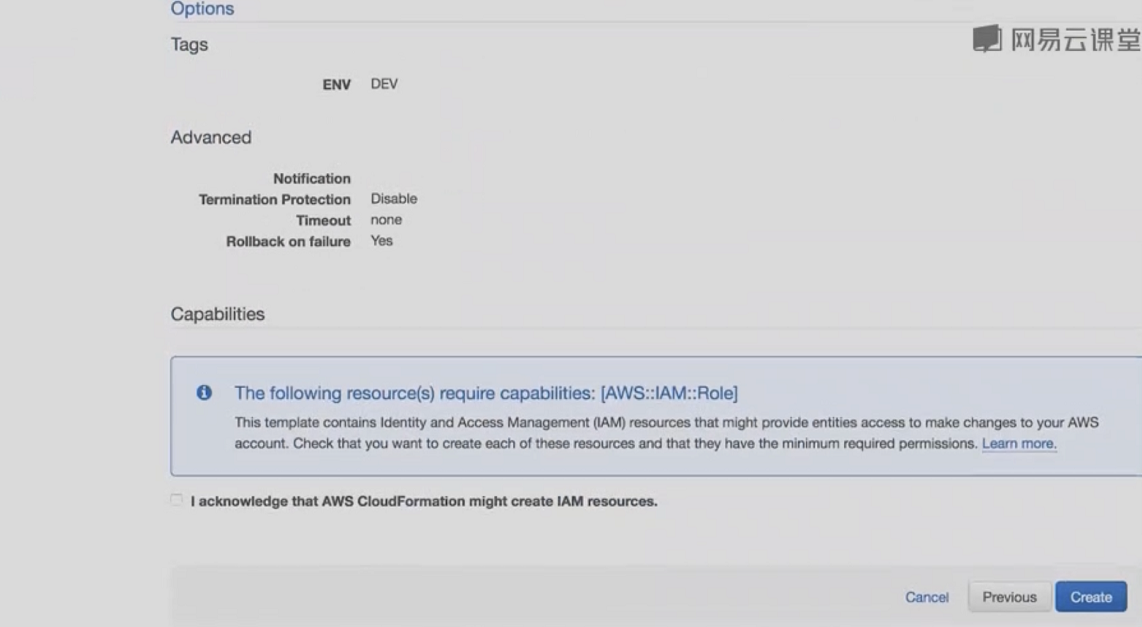 Options
网易云课堂
Tags
ENV DEV
Advanced
Notification
Termination Protection Disable
Timeout none
Rollback on failure Yes
Capabilities
The following resource(s) require capabilities: [AWS::IAM::Role]
This template contains Identity and Access Management (IAM) resources that might provide entities access to make changes to your AWS
account. Check that you want to create each of these resources and that they have the minimum required permissions. Learn more.
I acknowledge that AWS CloudFormation might create IAM resources.
Cancel Previous Create